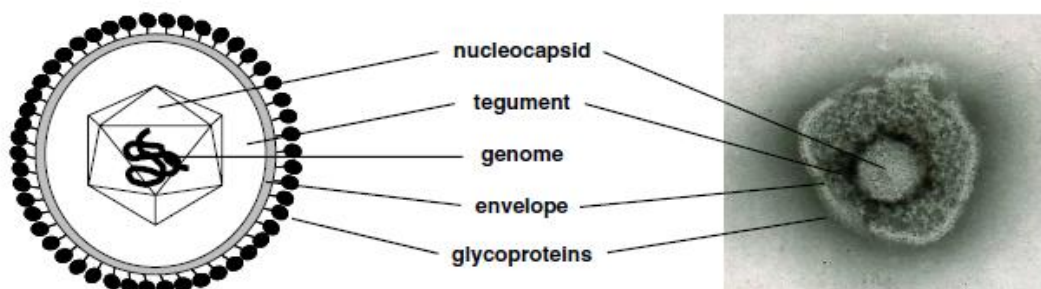 nucleocapsid
tegument
genome
envelope
glycoproteins